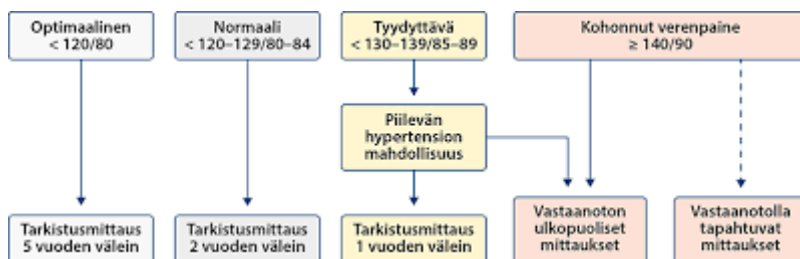 Optimaalinen
< 120/80
Normaali
< 120–129/80–84
Tyydyttävä
< 130–139/85–89
Kohonnut verenpaine
≥ 140/90
Piilevän
hypertension
mahdollisuus
Tarkistusmittaus
5 vuoden välein
Tarkistusmittaus
2 vuoden välein
Tarkistusmittaus
1 vuoden välein
Vastaanoton
ulkopuoliset
mittaukset
Vastaanotolla
tapahtuvat
mittaukset